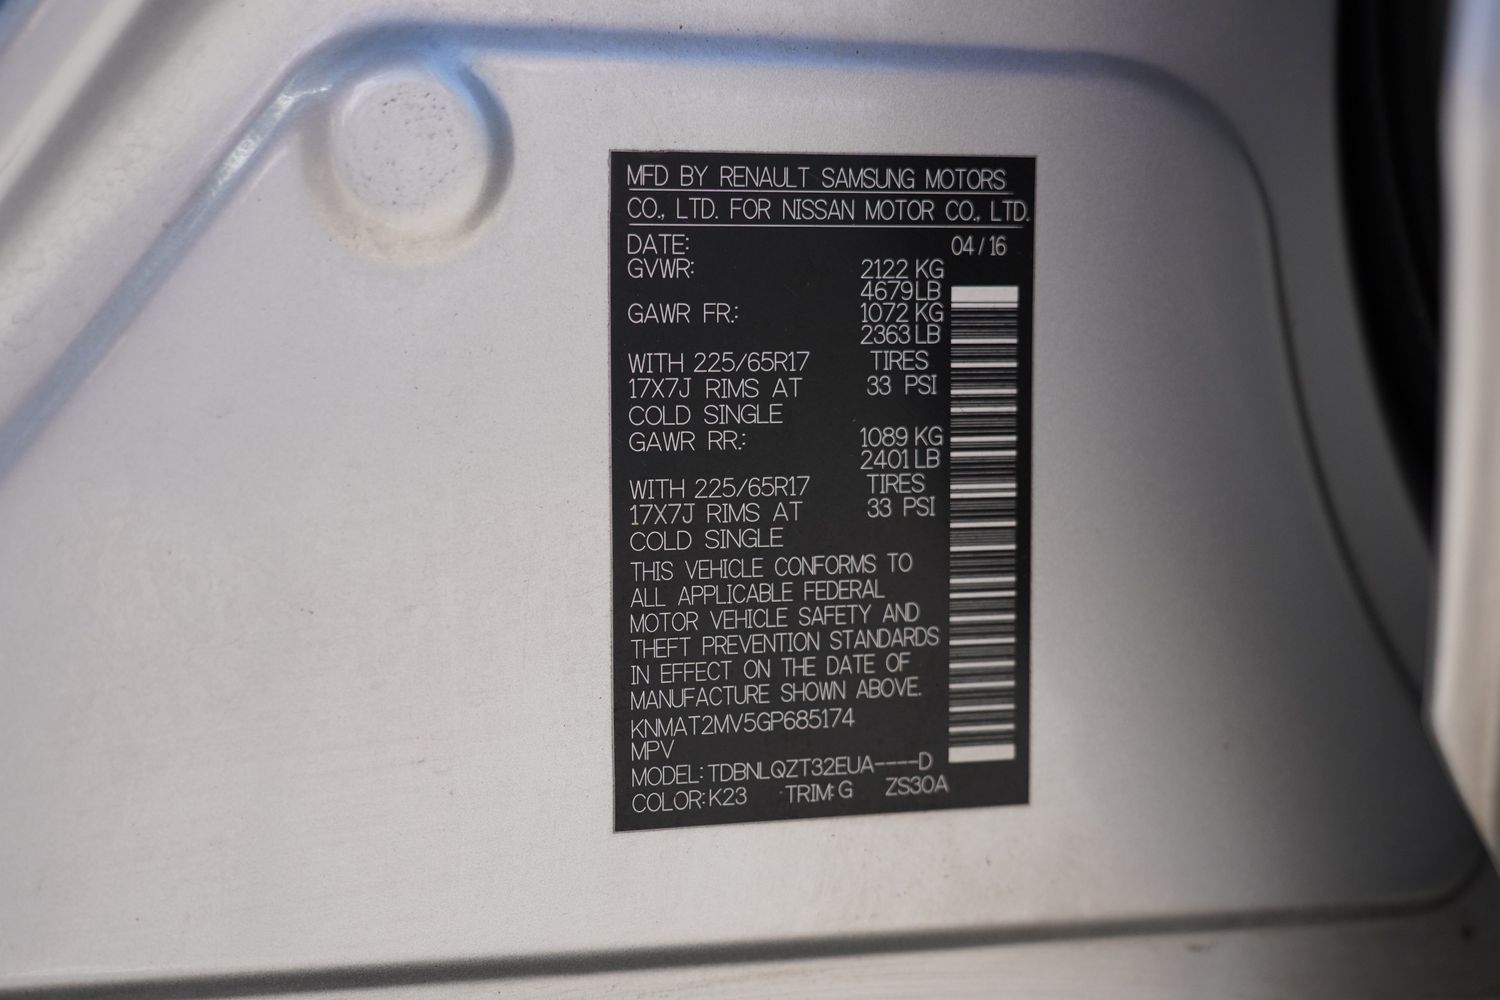 MFD BY RENAULT SAMSUNG MOTORS
CO., LTD. FOR NISSAN MOTOR CO., LTD.
DATE: 04/16
GVWR: 2122 KG
4679 LB
GAWR FR.: 1072 KG
2363 LB
WITH 225/65R17 TIRES
17X7J RIMS AT 33 PSI
COLD SINGLE
GAWR RR.: 1089 KG
2401 LB
WITH 225/65R17 TIRES
17X7J RIMS AT 33 PSI
COLD SINGLE
THIS VEHICLE CONFORMS TO
ALL APPLICABLE FEDERAL
MOTOR VEHICLE SAFETY AND
THEFT PREVENTION STANDARDS
IN EFFECT ON THE DATE OF
MANUFACTURE SHOWN ABOVE.
KNMAT2MV5GP685174
MPV
MODEL: TDBNLQZT32EUA----D
COLOR: K23 TRIM: G ZS30A